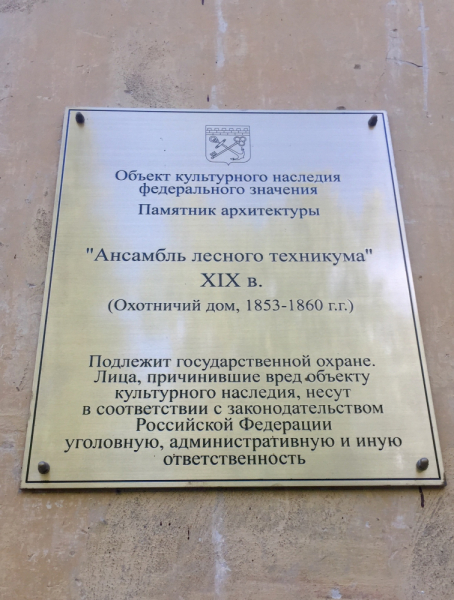 Объект культурного наследия
федерального значения
Памятник архитектуры
"Ансамбль лесного техникума"
XIX в.
(Охотничий дом, 1853-1860 г.г.)
Подлежит государственной охране.
Лица, причинившие вред объекту
культурного наследия, несут
в соответствии с законодательством
Российской Федерации
уголовную, административную и иную
ответственность